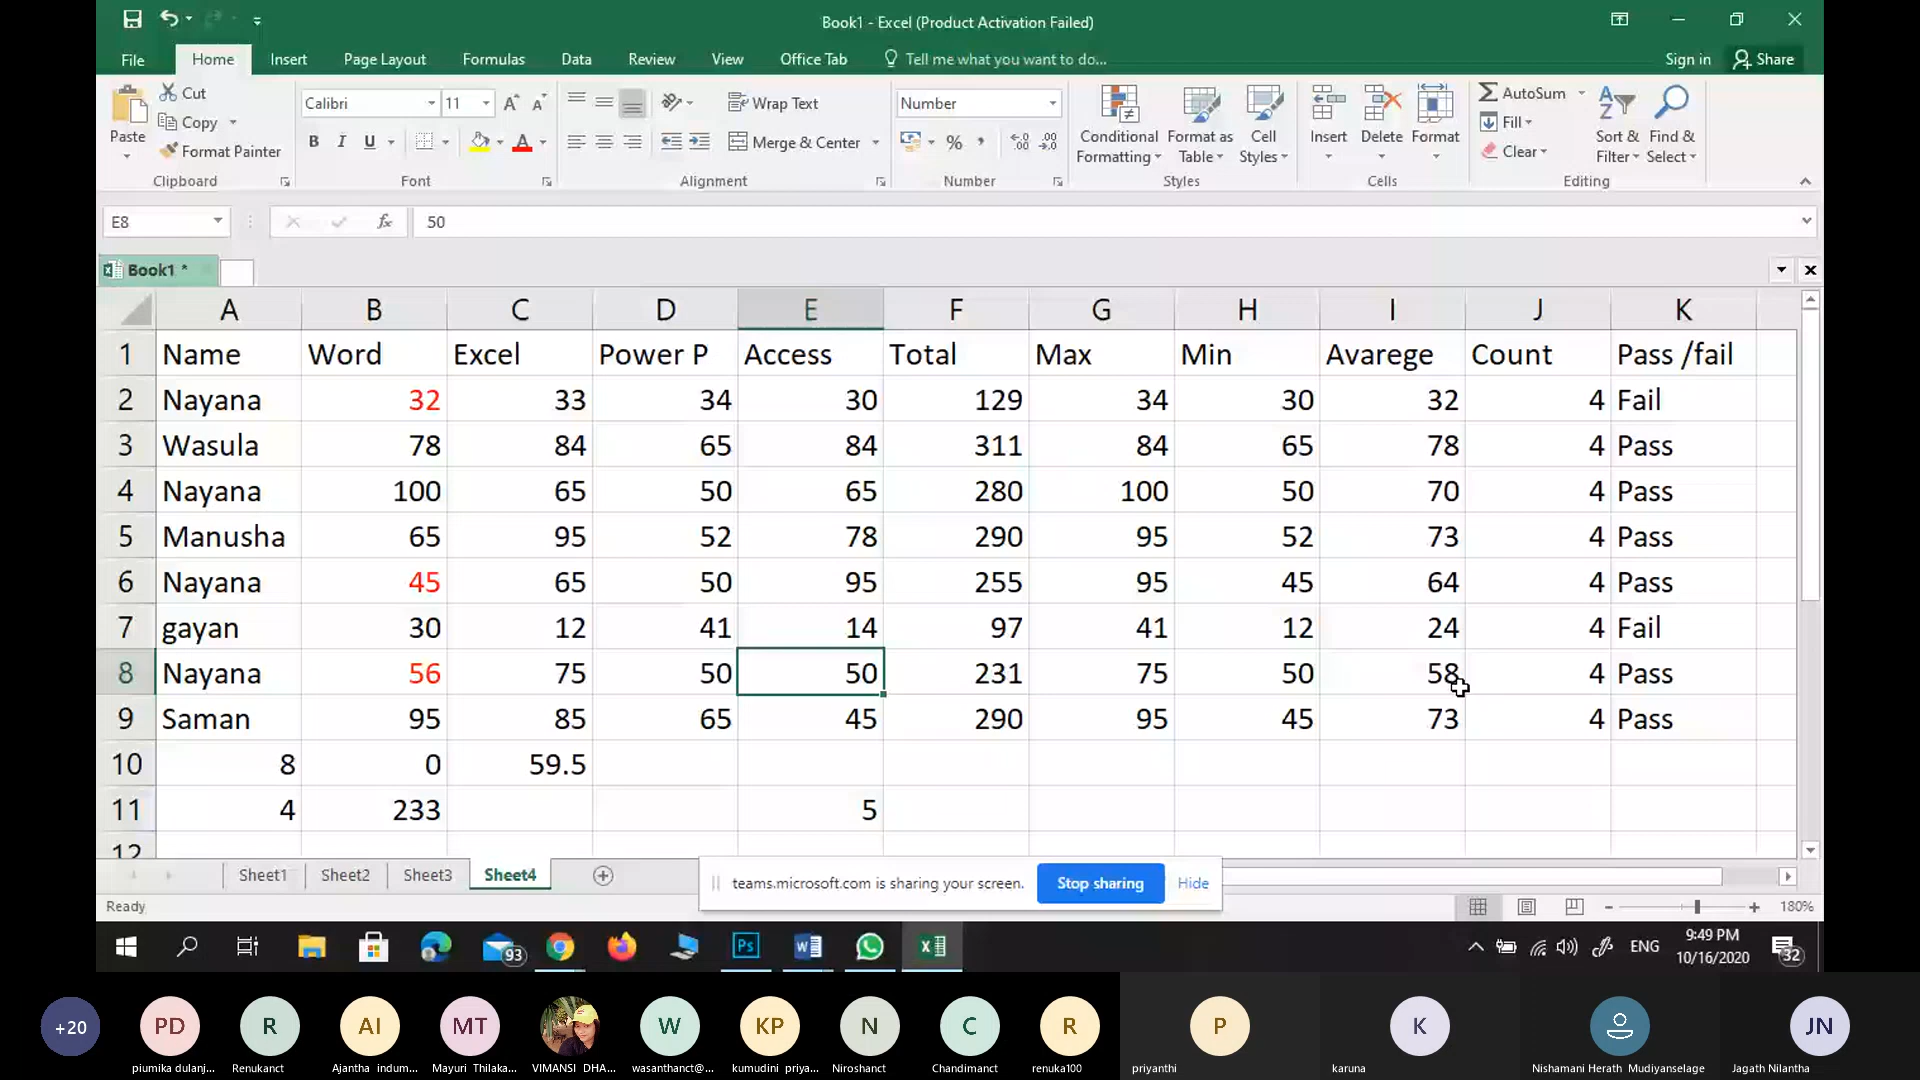 Book1 - Excel (Product Activation Failed)
File Home Insert Page Layout Formulas Data Review View Office Tab Tell me what you want to do... Sign in Share
Paste Cut Copy Format Painter Clipboard
Calibri 11 B I U A Font
Wrap Text Merge & Center Alignment
Number % , Number
Conditional Formatting Format as Table Cell Styles Styles
Insert Delete Format Cells
AutoSum Fill Clear Sort & Filter Find & Select Editing
E8 fx 50
Book1 *
A B C D E F G H I J K
1 Name Word Excel Power P Access Total Max Min Avarege Count Pass /fail
2 Nayana 32 33 34 30 129 34 30 32 4 Fail
3 Wasula 78 84 65 84 311 84 65 78 4 Pass
4 Nayana 100 65 50 65 280 100 50 70 4 Pass
5 Manusha 65 95 52 78 290 95 52 73 4 Pass
6 Nayana 45 65 50 95 255 95 45 64 4 Pass
7 gayan 30 12 41 14 97 41 12 24 4 Fail
8 Nayana 56 75 50 50 231 75 50 58 4 Pass
9 Saman 95 85 65 45 290 95 45 73 4 Pass
10 8 0 59.5
11 4 233 5
12
Sheet1 Sheet2 Sheet3 Sheet4
teams.microsoft.com is sharing your screen. Stop sharing Hide
Ready 180%
93 Ps ENG 9:49 PM
10/16/2020 32
+20 PD R AI MT W KP N C R P K JN
piumika dulanj... Renukanct Ajantha indum... Mayuri Thilaka... VIMANSI DHA... wasanthanct@... kumudini priya... Niroshanct Chandimanct renuka100 priyanthi karuna Nishamani Herath Mudiyanselage Jagath Nilantha